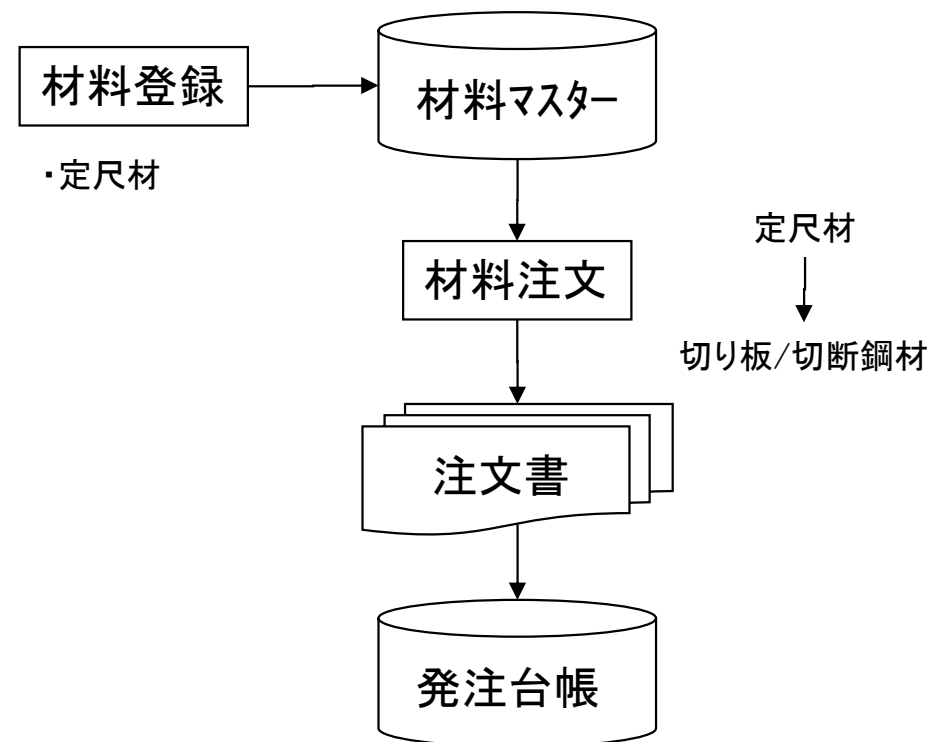 材料登録
材料ﾏｽﾀｰ
・定尺材
定尺材
材料注文
切り板/切断鋼材
注文書
発注台帳